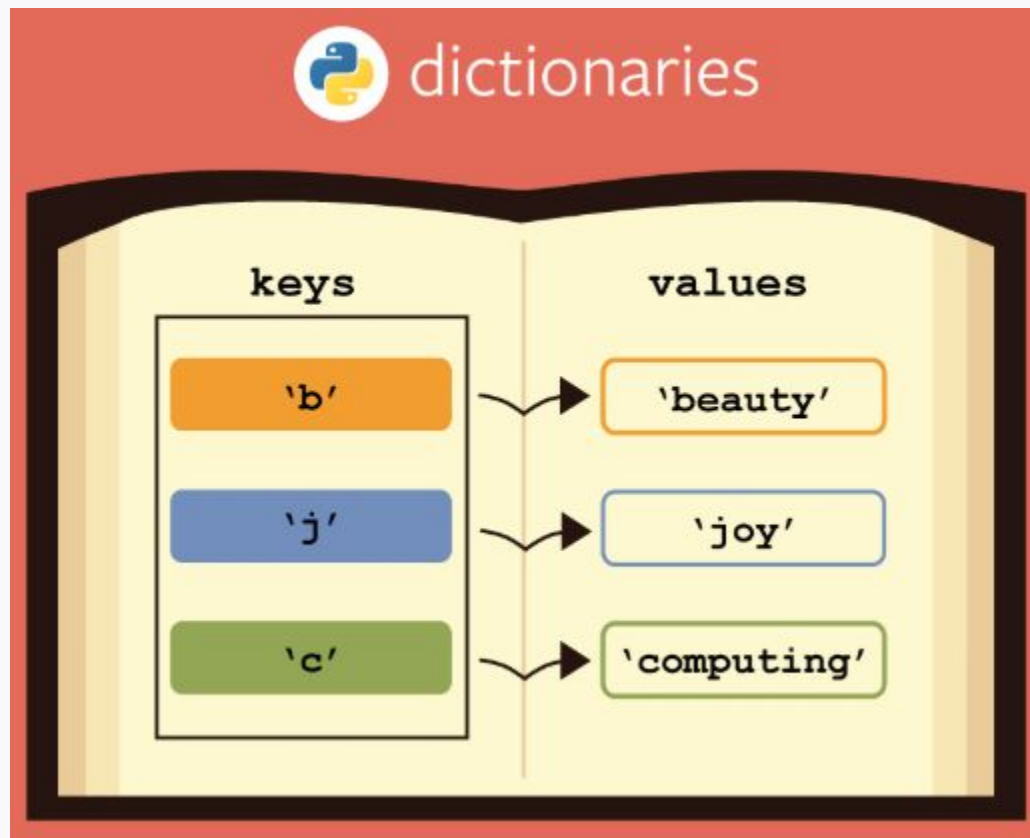 dictionaries
keys values
‘b’ ‘beauty’
‘j’ ‘joy’
‘c’ ‘computing’